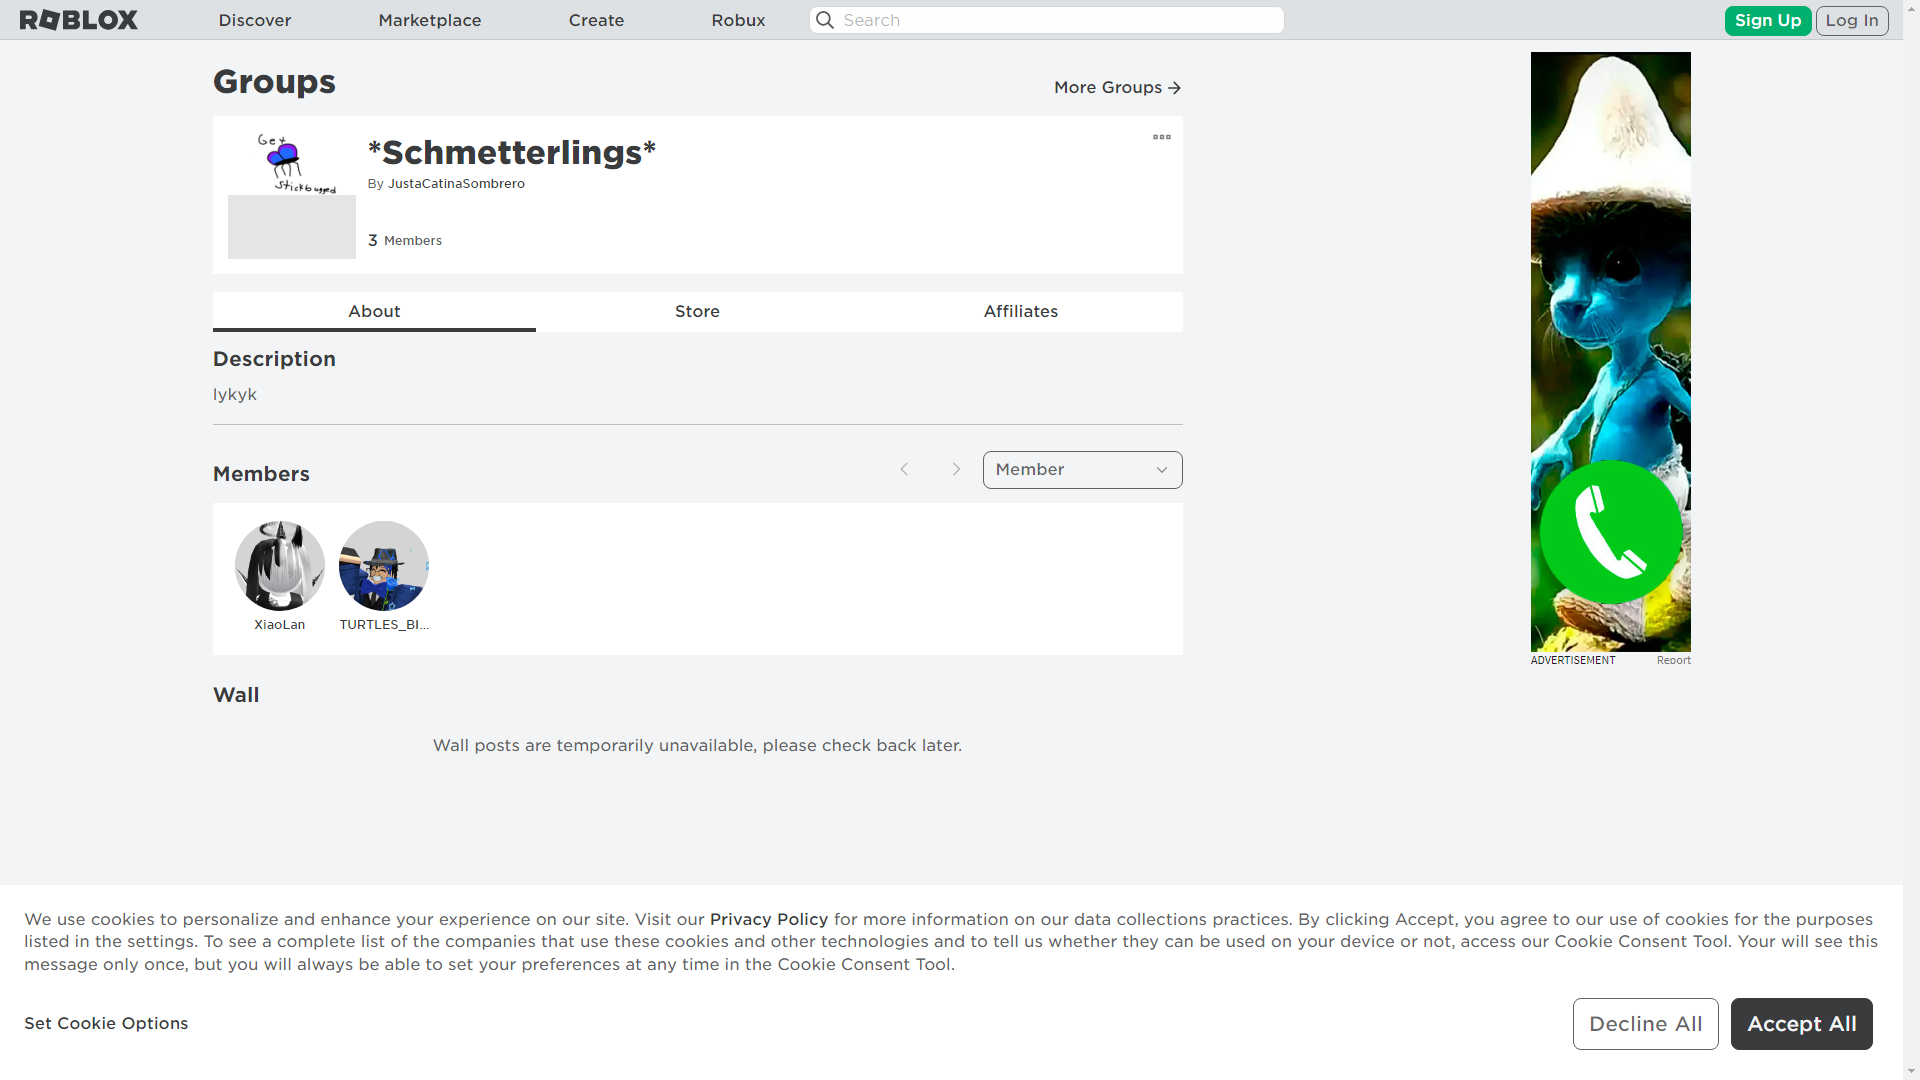 ROBLOX
Discover
Marketplace
Create
Robux
Search
Sign Up
Log In
Groups
More Groups
Get
Stickbugged
*Schmetterlings*
By JustaCatinaSombrero
3 Members
About
Store
Affiliates
Description
Iykyk
Members
Member
XiaoLan
TURTLES_BI...
ADVERTISEMENT
Report
Wall
Wall posts are temporarily unavailable, please check back later.
We use cookies to personalize and enhance your experience on our site. Visit our Privacy Policy for more information on our data collections practices. By clicking Accept, you agree to our use of cookies for the purposes
listed in the settings. To see a complete list of the companies that use these cookies and other technologies and to tell us whether they can be used on your device or not, access our Cookie Consent Tool. Your will see this
message only once, but you will always be able to set your preferences at any time in the Cookie Consent Tool.
Set Cookie Options
Decline All
Accept All